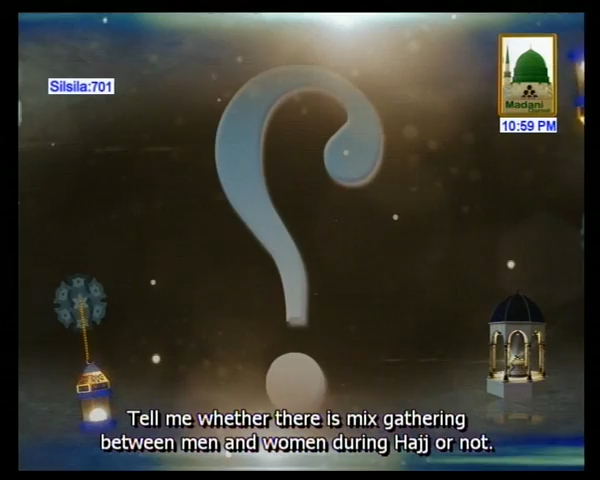 Silsila:701
Madani
10:59 PM
Tell me whether there is mix gathering
between men and women during Hajj or not.